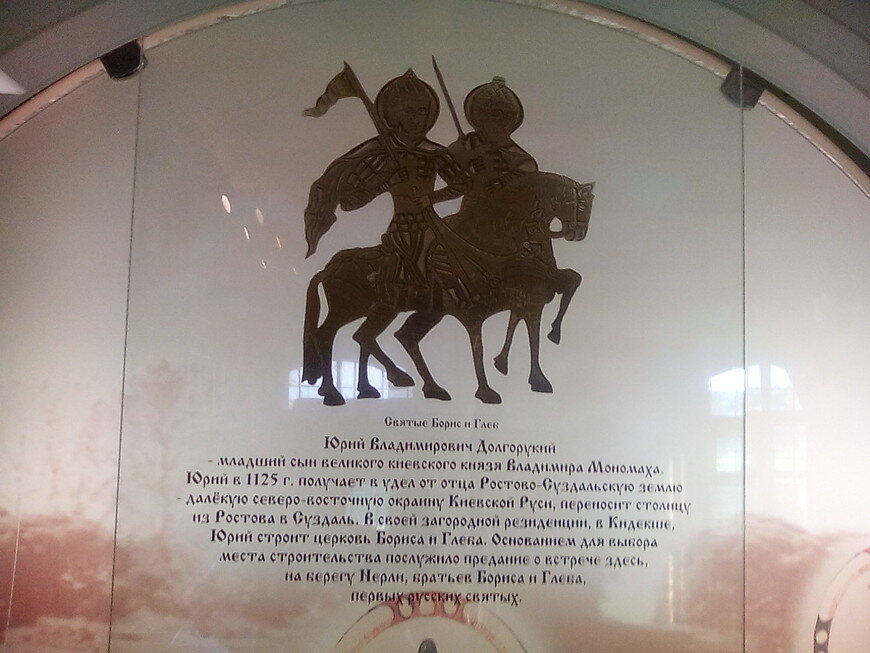 Святые Борис и Глеб
Юрий Владимирович Долгорукий
- младший сын великого киевского князя Владимира Мономаха.
Юрий в 1125 г. получает в удел от отца Ростово-Суздальскую землю
- далёкую северо-восточную окраину Киевской Руси, переносит столицу
из Ростова в Суздаль. В своей загородной резиденции, в Кидекше,
Юрий строит церковь Бориса и Глеба. Основанием для выбора
места строительства послужило предание о встрече здесь,
на берегу Нерли, братьев Бориса и Глеба,
первых русских святых.